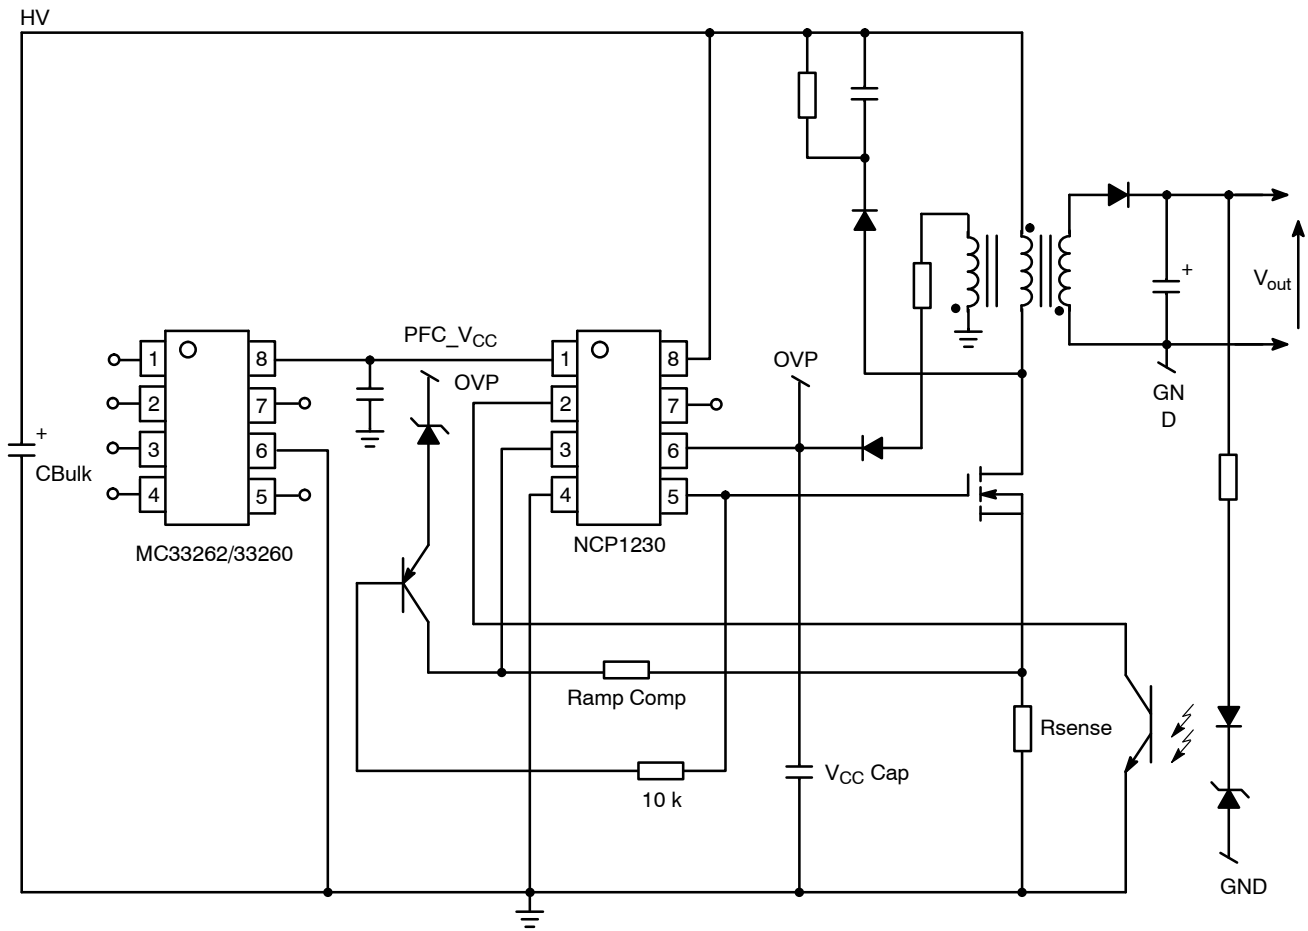 HV
PFC_VCC
OVP
OVP
1
2
3
4
8
7
6
5
1
2
3
4
8
7
6
5
+
CBulk
MC33262/33260
NCP1230
+
Vout
GN
D
Ramp Comp
Rsense
10 k
VCC Cap
GND